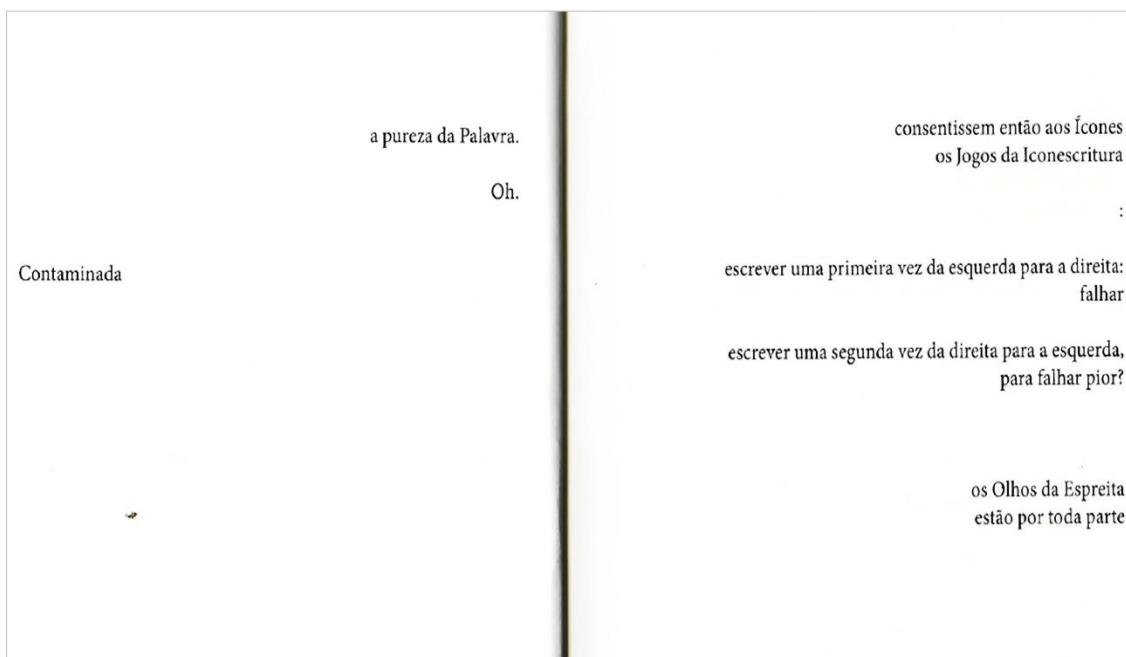 a pureza da Palavra.
Oh.
Contaminada
consentissem então aos Ícones
os Jogos da Iconescritura
:
escrever uma primeira vez da esquerda para a direita:
falhar
escrever uma segunda vez da direita para a esquerda,
para falhar pior?
os Olhos da Espreita
estão por toda parte